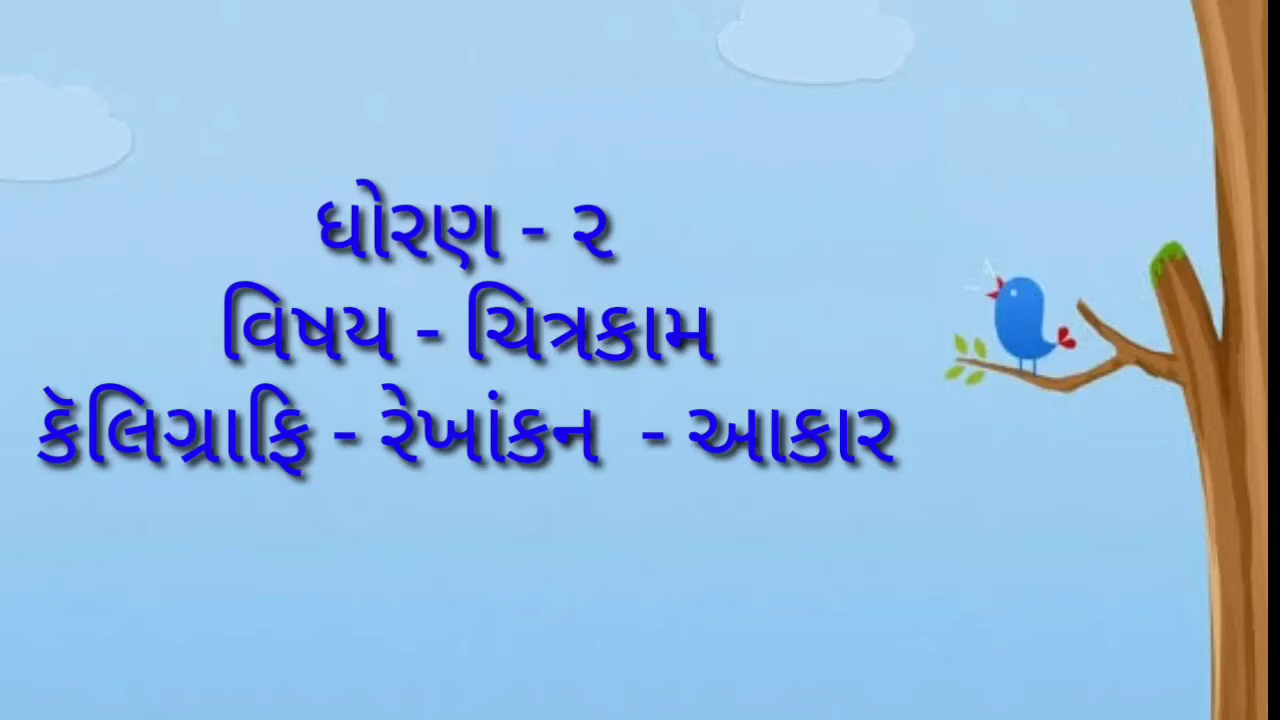 ધોરણ - ૨
વિષય - ચિત્રકામ
કૅલિગ્રાફિ - રેખાંકન - આકાર